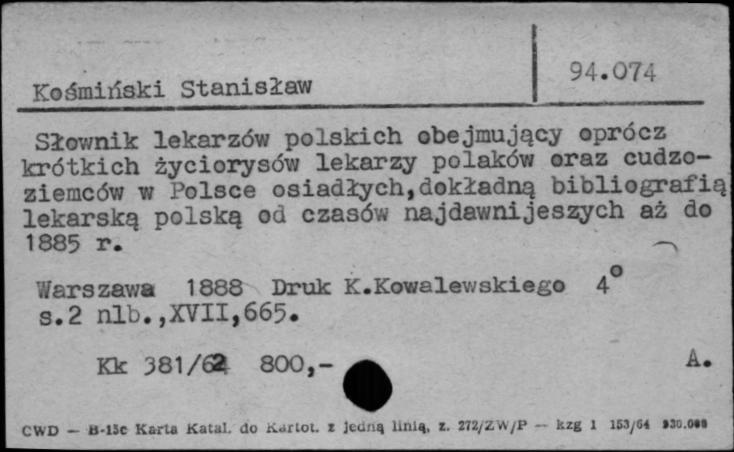 Kośmiński Stanisław
94.074
Słownik lekarzów polskich obejmujący oprócz
krótkich życiorysów lekarzy polaków oraz cudzo-
ziemców w Polsce osiadłych,dokładną bibliografią
lekarską polską od czasów najdawnijeszych aż do
1885 r.
Warszawa 1888 Druk K.Kowalewskiego 4°
s.2 nlb.,XVII,665.
Kk 381/62 800,- A.
CWD — B-15c Karta Katal. do Kartot. z jedną linią, z. 272/ZW/P — kzg 1 153/64